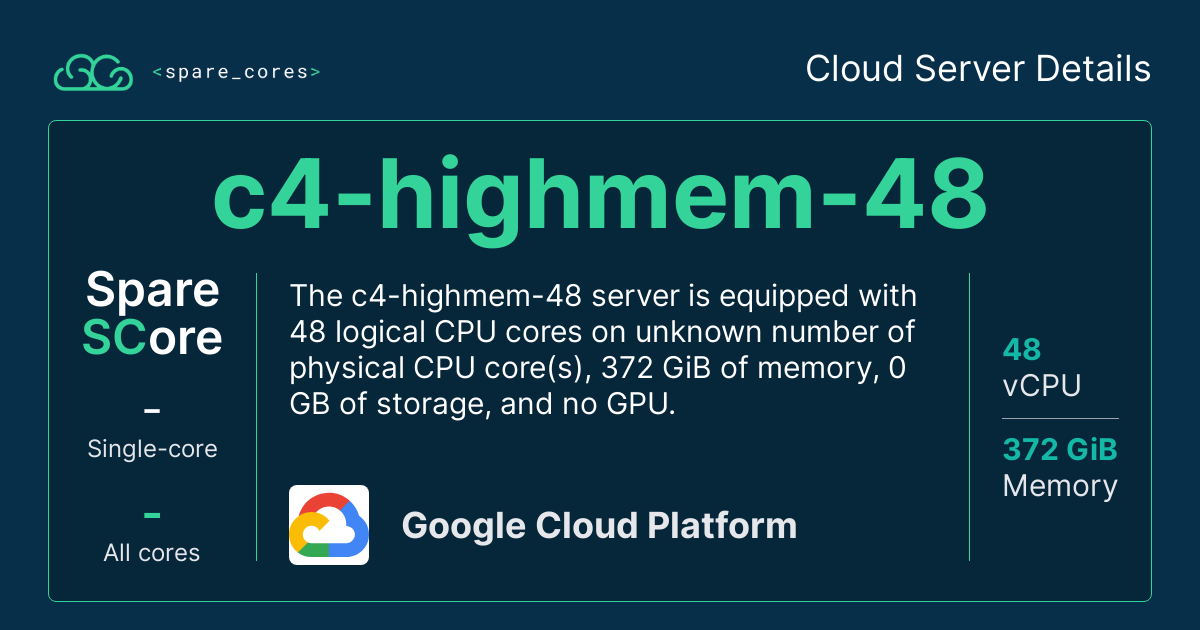 <spare_cores>
Cloud Server Details
c4-highmem-48
Spare
SCore
–
Single-core
–
All cores
The c4-highmem-48 server is equipped with
48 logical CPU cores on unknown number of
physical CPU core(s), 372 GiB of memory, 0
GB of storage, and no GPU.
Google Cloud Platform
48
vCPU
372 GiB
Memory